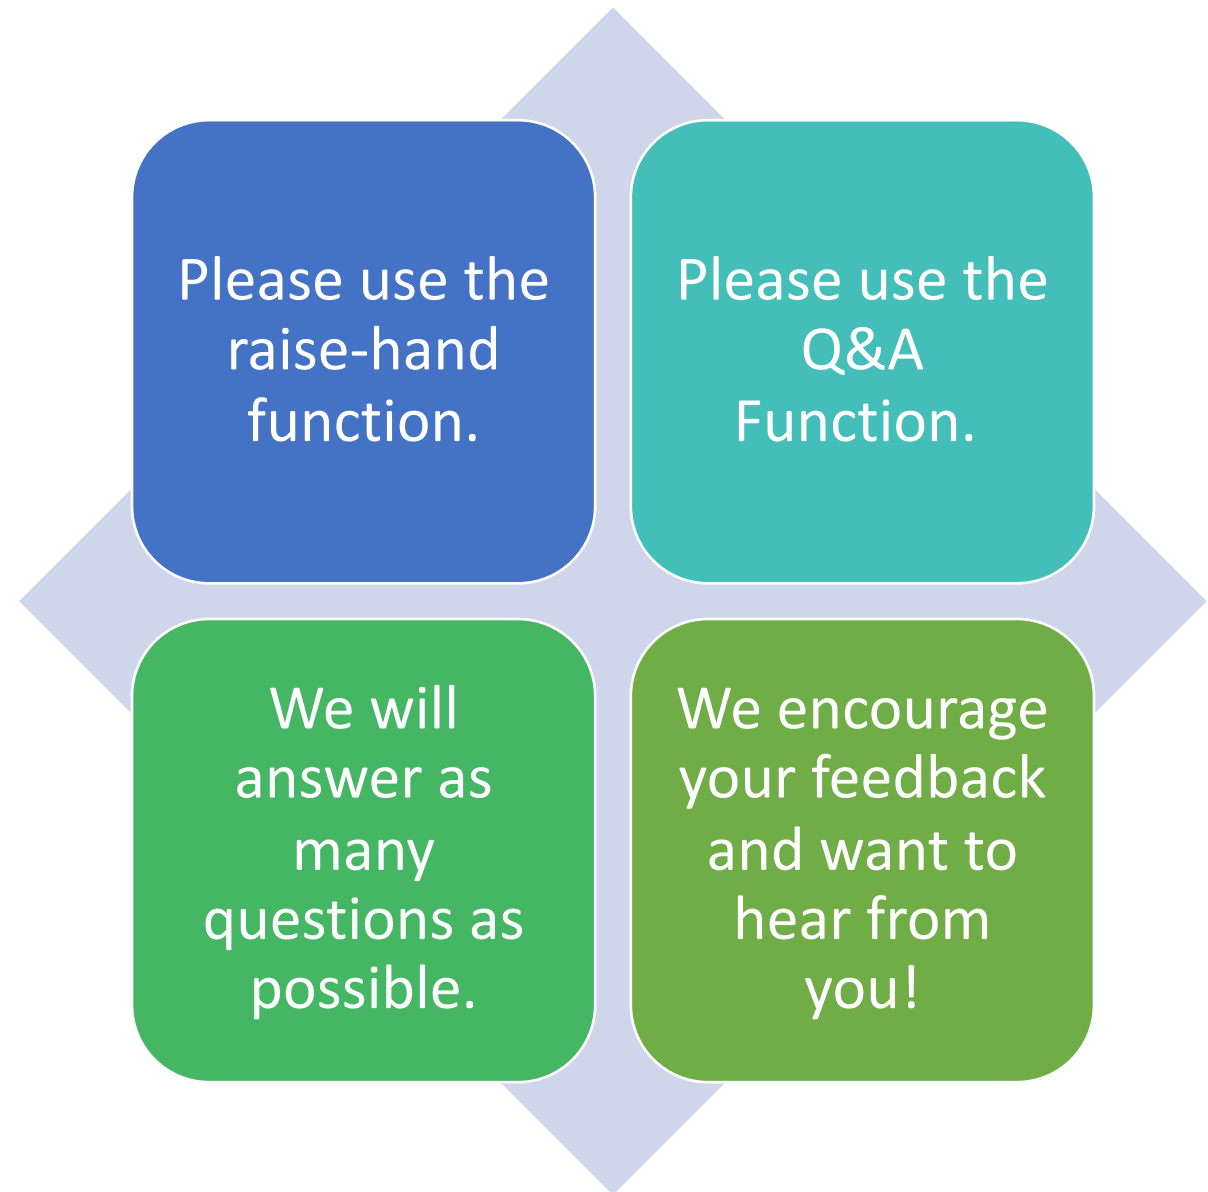 Please use the
raise-hand
function.
Please use the
Q&A
Function.
We will
answer as
many
questions as
possible.
We encourage
your feedback
and want to
hear from
you!